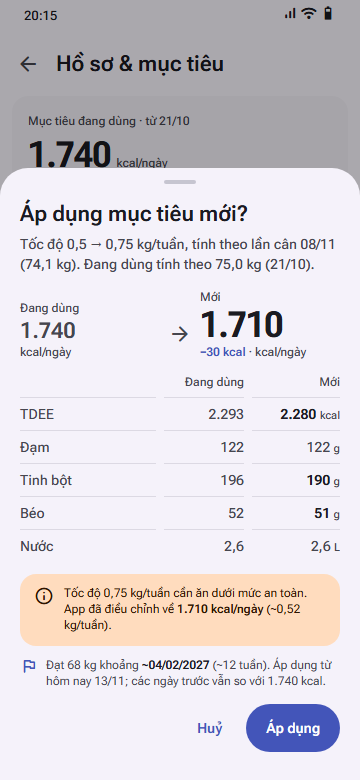 20:15
Hồ sơ & mục tiêu
Mục tiêu đang dùng · từ 21/10
1.740 kcal/ngày
Áp dụng mục tiêu mới?
Tốc độ 0,5 → 0,75 kg/tuần, tính theo lần cân 08/11
(74,1 kg). Đang dùng tính theo 75,0 kg (21/10).
Đang dùng
1.740
kcal/ngày
→
Mới
1.710
−30 kcal · kcal/ngày
Đang dùng Mới
TDEE 2.293 2.280 kcal
Đạm 122 122 g
Tinh bột 196 190 g
Béo 52 51 g
Nước 2,6 2,6 L
Tốc độ 0,75 kg/tuần cần ăn dưới mức an toàn.
App đã điều chỉnh về 1.710 kcal/ngày (~0,52
kg/tuần).
Đạt 68 kg khoảng ~04/02/2027 (~12 tuần). Áp dụng từ
hôm nay 13/11; các ngày trước vẫn so với 1.740 kcal.
Huỷ Áp dụng